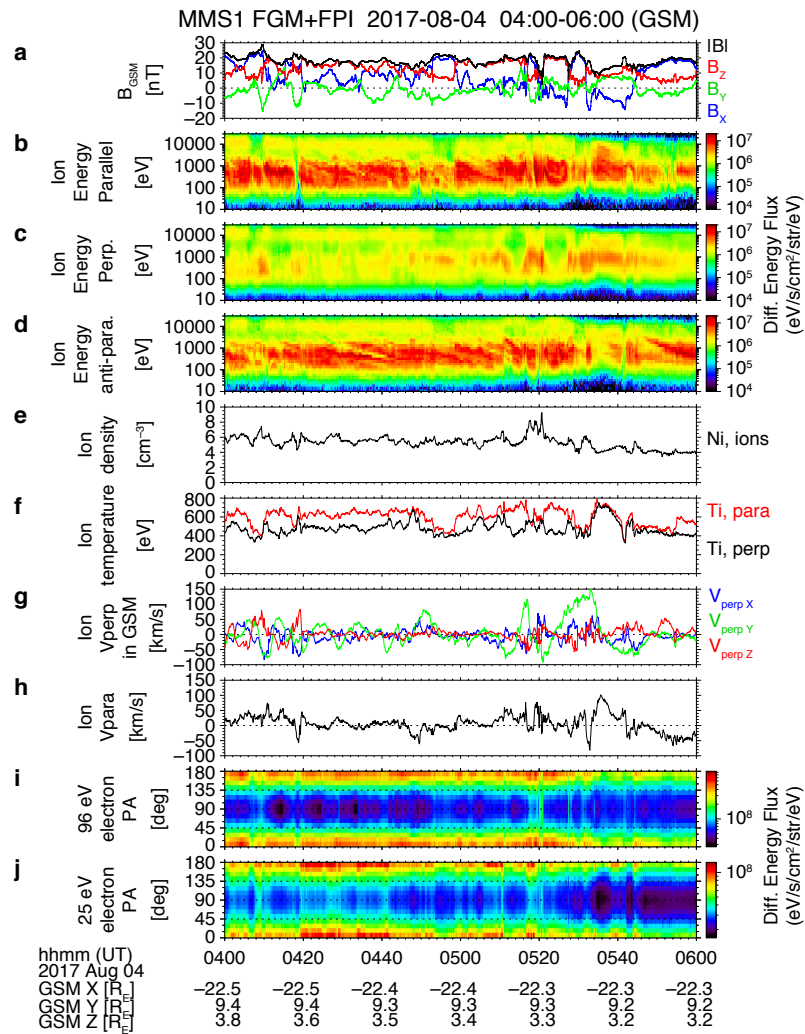 MMS1 FGM+FPI 2017-08-04 04:00-06:00 (GSM)
a
B_GSM
[nT]
30
20
10
0
−10
−20
|B|
B_Z
B_Y
B_X
b
Ion
Energy
Parallel
[eV]
10000
1000
100
10
10^7
10^6
10^5
10^4
c
Ion
Energy
Perp.
[eV]
10000
1000
100
10
10^7
10^6
10^5
10^4
Diff. Energy Flux
(eV/s/cm²/str/eV)
d
Ion
Energy
anti-para.
[eV]
10000
1000
100
10
10^7
10^6
10^5
10^4
e
Ion
density
[cm⁻³]
10
8
6
4
2
0
Ni, ions
f
Ion
temperature
[eV]
800
600
400
200
0
Ti, para
Ti, perp
g
Ion
Vperp
in GSM
[km/s]
150
100
50
0
−50
−100
V_perp X
V_perp Y
V_perp Z
h
Ion
Vpara
[km/s]
150
100
50
0
−50
−100
i
96 eV
electron
PA
[deg]
180
135
90
45
0
10^8
j
25 eV
electron
PA
[deg]
180
135
90
45
0
10^8
Diff. Energy Flux
(eV/s/cm²/str/eV)
0400 0420 0440 0500 0520 0540 0600
hhmm (UT)
2017 Aug 04
GSM X [R_E] −22.5 −22.5 −22.4 −22.4 −22.3 −22.3 −22.3
GSM Y [R_E] 9.4 9.4 9.3 9.3 9.3 9.2 9.2
GSM Z [R_E] 3.8 3.6 3.5 3.4 3.3 3.2 3.2